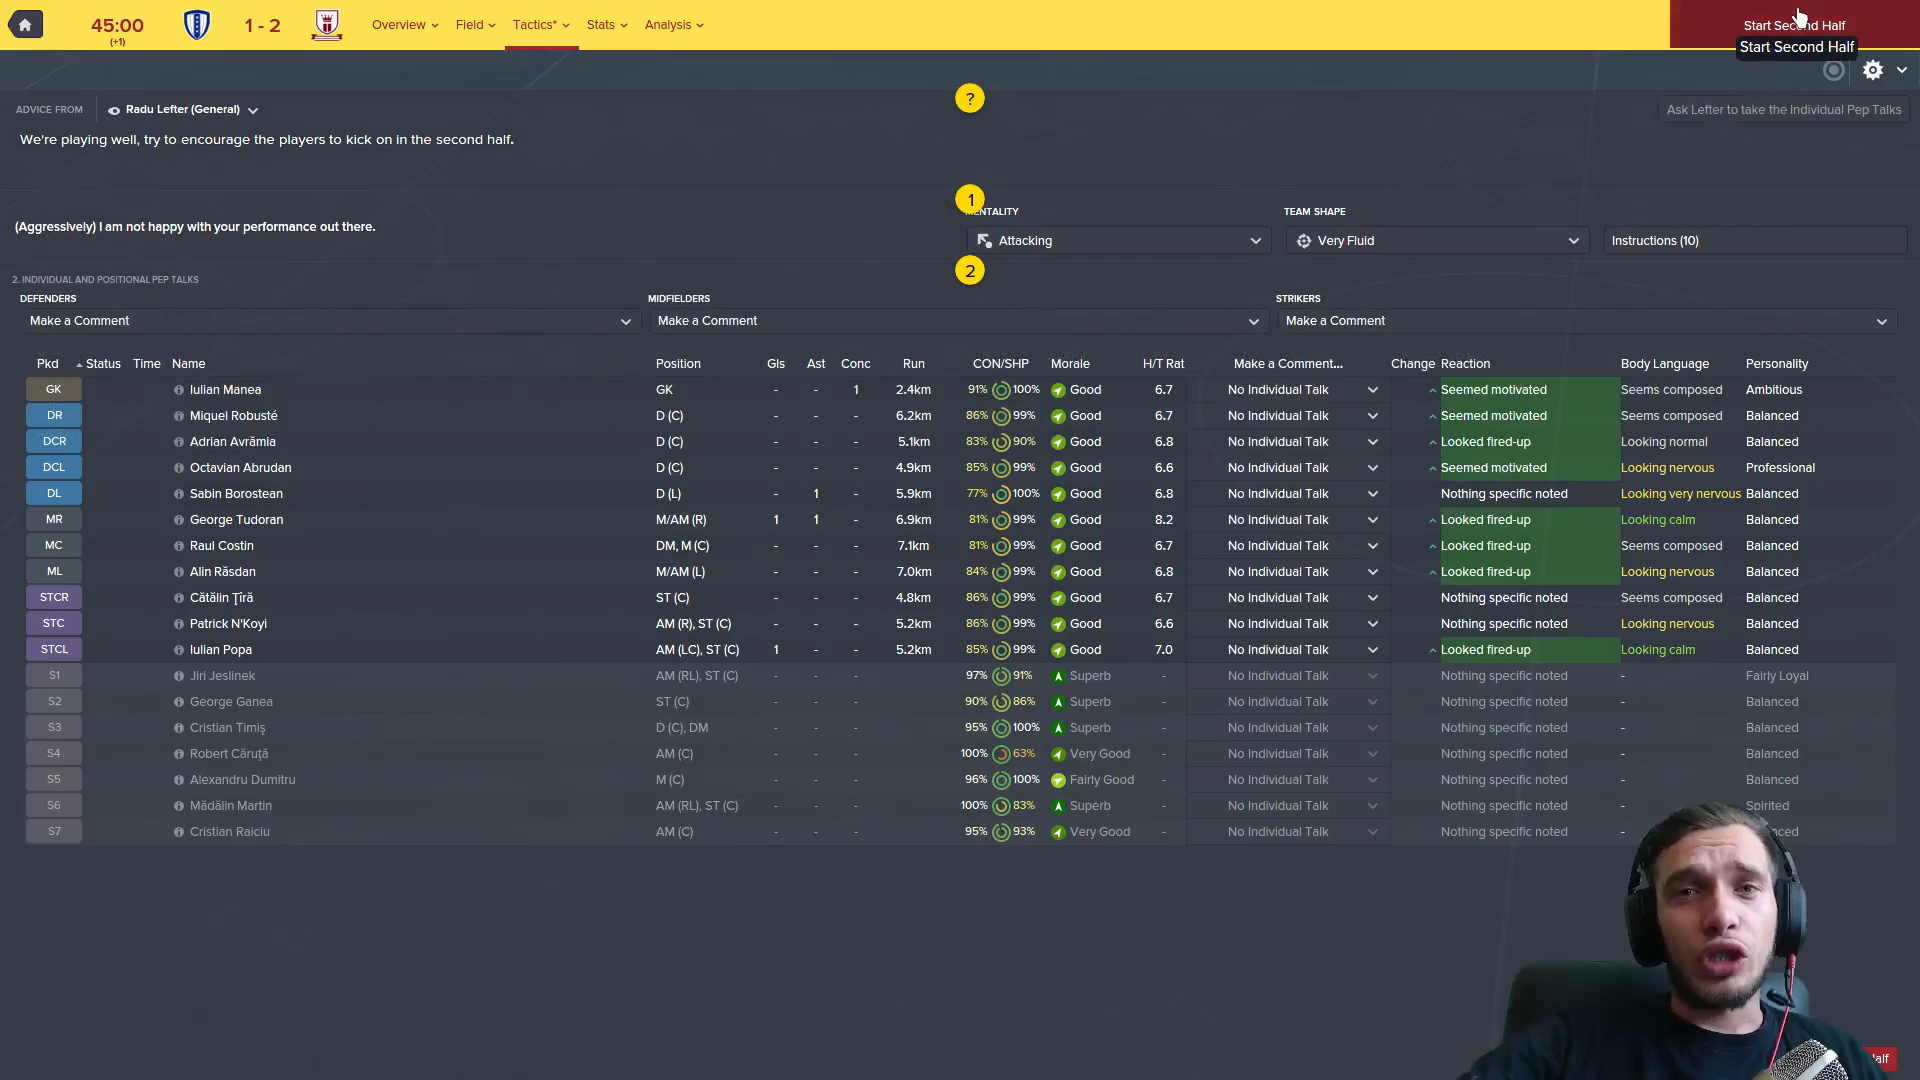 45:00
(+1)
1 - 2
Overview
Field
Tactics*
Stats
Analysis
Start Second Half
Start Second Half
ADVICE FROM
Radu Lefter (General)
?
Ask Lefter to take the Individual Pep Talks
We're playing well, try to encourage the players to kick on in the second half.
1
TEAM SHAPE
(Aggressively) I am not happy with your performance out there.
Attacking
Very Fluid
Instructions (10)
2
2. INDIVIDUAL AND POSITIONAL PEP TALKS
DEFENDERS MIDFIELDERS STRIKERS
Make a Comment Make a Comment Make a Comment
Pkd Status Time Name Position Gls Ast Conc Run CON/SHP Morale H/T Rat Make a Comment... Change Reaction Body Language Personality
GK Iulian Manea GK - - 1 2.4km 91% 100% Good 6.7 No Individual Talk Seemed motivated Seems composed Ambitious
DR Miquel Robusté D (C) - - - 6.2km 86% 99% Good 6.7 No Individual Talk Seemed motivated Seems composed Balanced
DCR Adrian Avrămia D (C) - - - 5.1km 83% 90% Good 6.8 No Individual Talk Looked fired-up Looking normal Balanced
DCL Octavian Abrudan D (C) - - - 4.9km 85% 99% Good 6.6 No Individual Talk Seemed motivated Looking nervous Professional
DL Sabin Borostean D (L) - 1 - 5.9km 77% 100% Good 6.8 No Individual Talk Nothing specific noted Looking very nervous Balanced
MR George Tudoran M/AM (R) 1 1 - 6.9km 81% 99% Good 8.2 No Individual Talk Looked fired-up Looking calm Balanced
MC Raul Costin DM, M (C) - - - 7.1km 81% 99% Good 6.7 No Individual Talk Looked fired-up Seems composed Balanced
ML Alin Răsdan M/AM (L) - - - 7.0km 84% 99% Good 6.8 No Individual Talk Looked fired-up Looking nervous Balanced
STCR Cătălin Ţîră ST (C) - - - 4.8km 86% 99% Good 6.7 No Individual Talk Nothing specific noted Seems composed Balanced
STC Patrick N'Koyi AM (R), ST (C) - - - 5.2km 86% 99% Good 6.6 No Individual Talk Nothing specific noted Looking nervous Balanced
STCL Iulian Popa AM (LC), ST (C) 1 - - 5.2km 85% 99% Good 7.0 No Individual Talk Looked fired-up Looking calm Balanced
S1 Jiri Jeslinek AM (RL), ST (C) - - - 97% 91% Superb - No Individual Talk Nothing specific noted - Fairly Loyal
S2 George Ganea ST (C) - - - 90% 86% Superb - No Individual Talk Nothing specific noted - Balanced
S3 Cristian Timiş D (C), DM - - - 95% 100% Superb - No Individual Talk Nothing specific noted - Balanced
S4 Robert Căruţă AM (C) - - - 100% 63% Very Good - No Individual Talk Nothing specific noted - Balanced
S5 Alexandru Dumitru M (C) - - - 96% 100% Fairly Good - No Individual Talk Nothing specific noted - Balanced
S6 Mădălin Martin AM (RL), ST (C) - - - 100% 83% Superb - No Individual Talk Nothing specific noted - Spirited
S7 Cristian Raiciu AM (C) - - - 95% 93% Very Good - No Individual Talk Nothing specific noted -